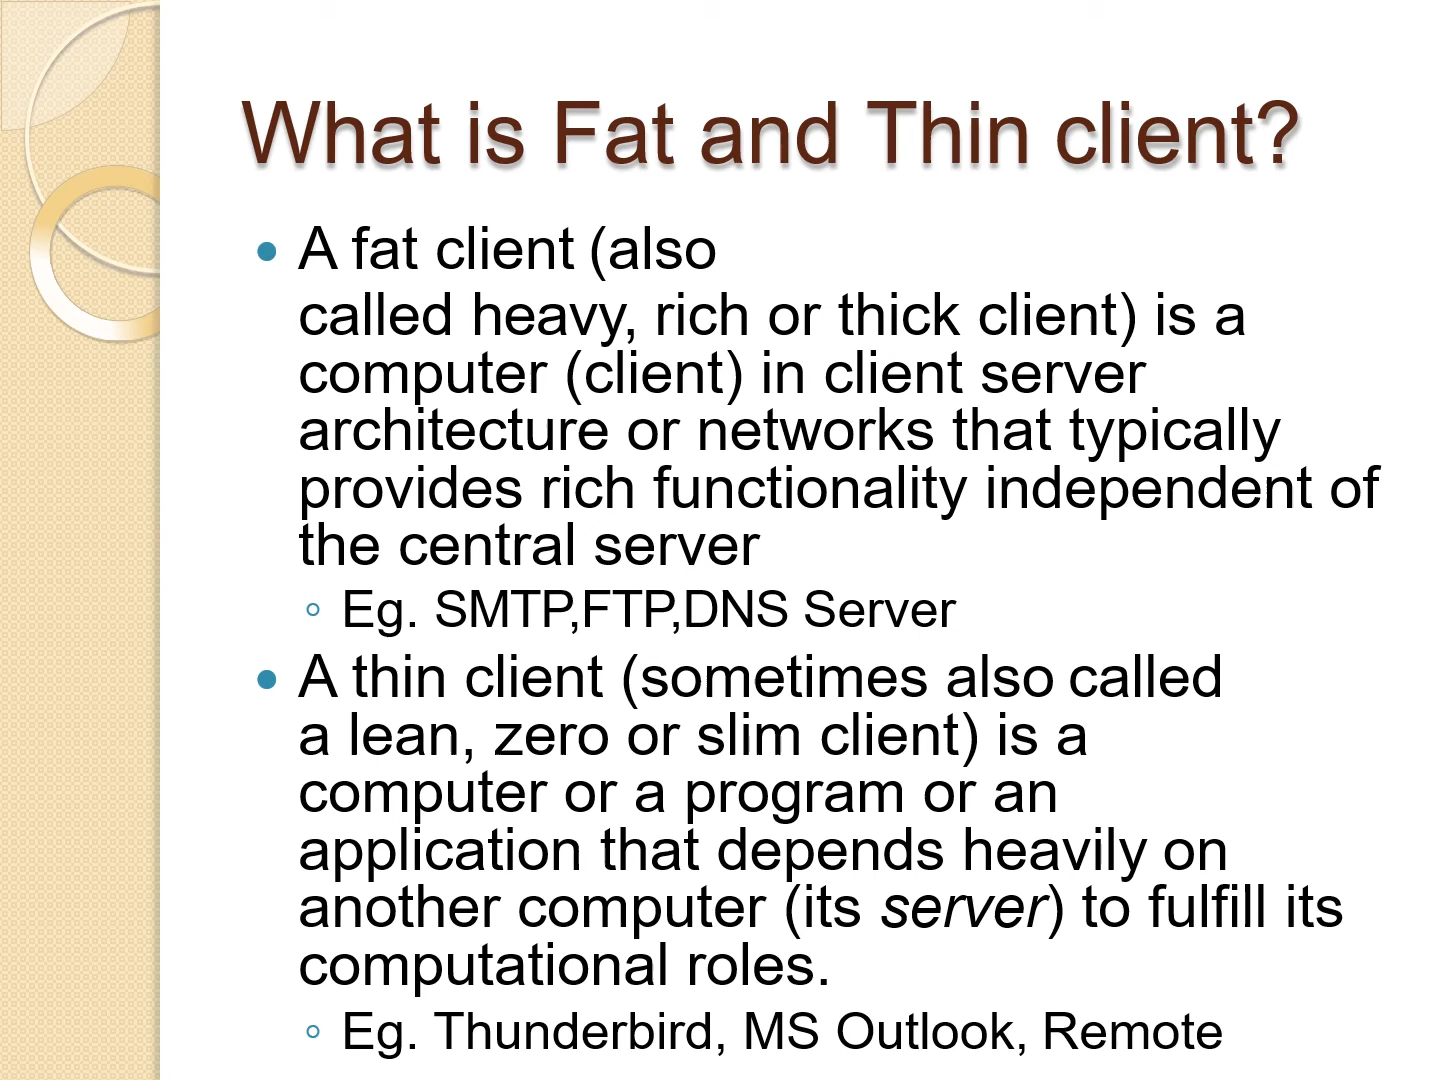 What is Fat and Thin client?
• A fat client (also
called heavy, rich or thick client) is a
computer (client) in client server
architecture or networks that typically
provides rich functionality independent of
the central server
◦ Eg. SMTP,FTP,DNS Server
• A thin client (sometimes also called
a lean, zero or slim client) is a
computer or a program or an
application that depends heavily on
another computer (its server) to fulfill its
computational roles.
◦ Eg. Thunderbird, MS Outlook, Remote